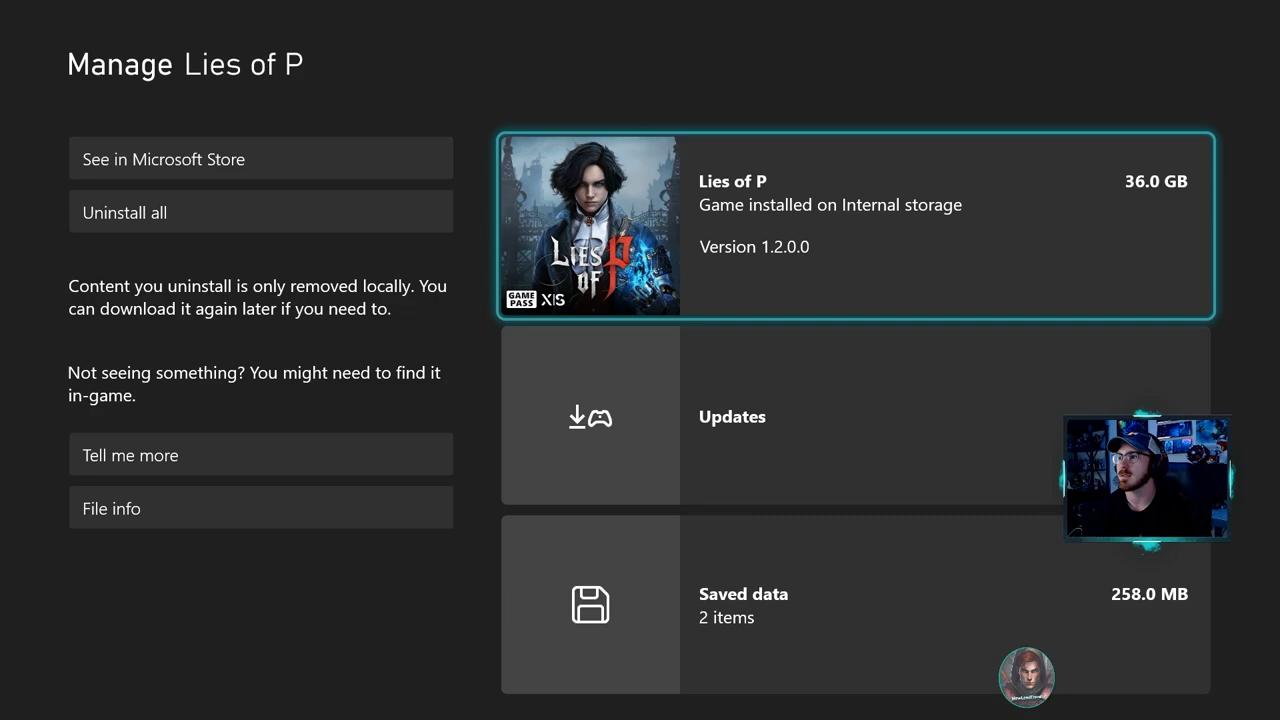 Manage Lies of P
See in Microsoft Store
Uninstall all
Content you uninstall is only removed locally. You
can download it again later if you need to.
Not seeing something? You might need to find it
in-game.
Tell me more
File info
LIES
OF P
GAME
PASS
X|S
Lies of P
36.0 GB
Game installed on Internal storage
Version 1.2.0.0
Updates
Saved data
258.0 MB
2 items